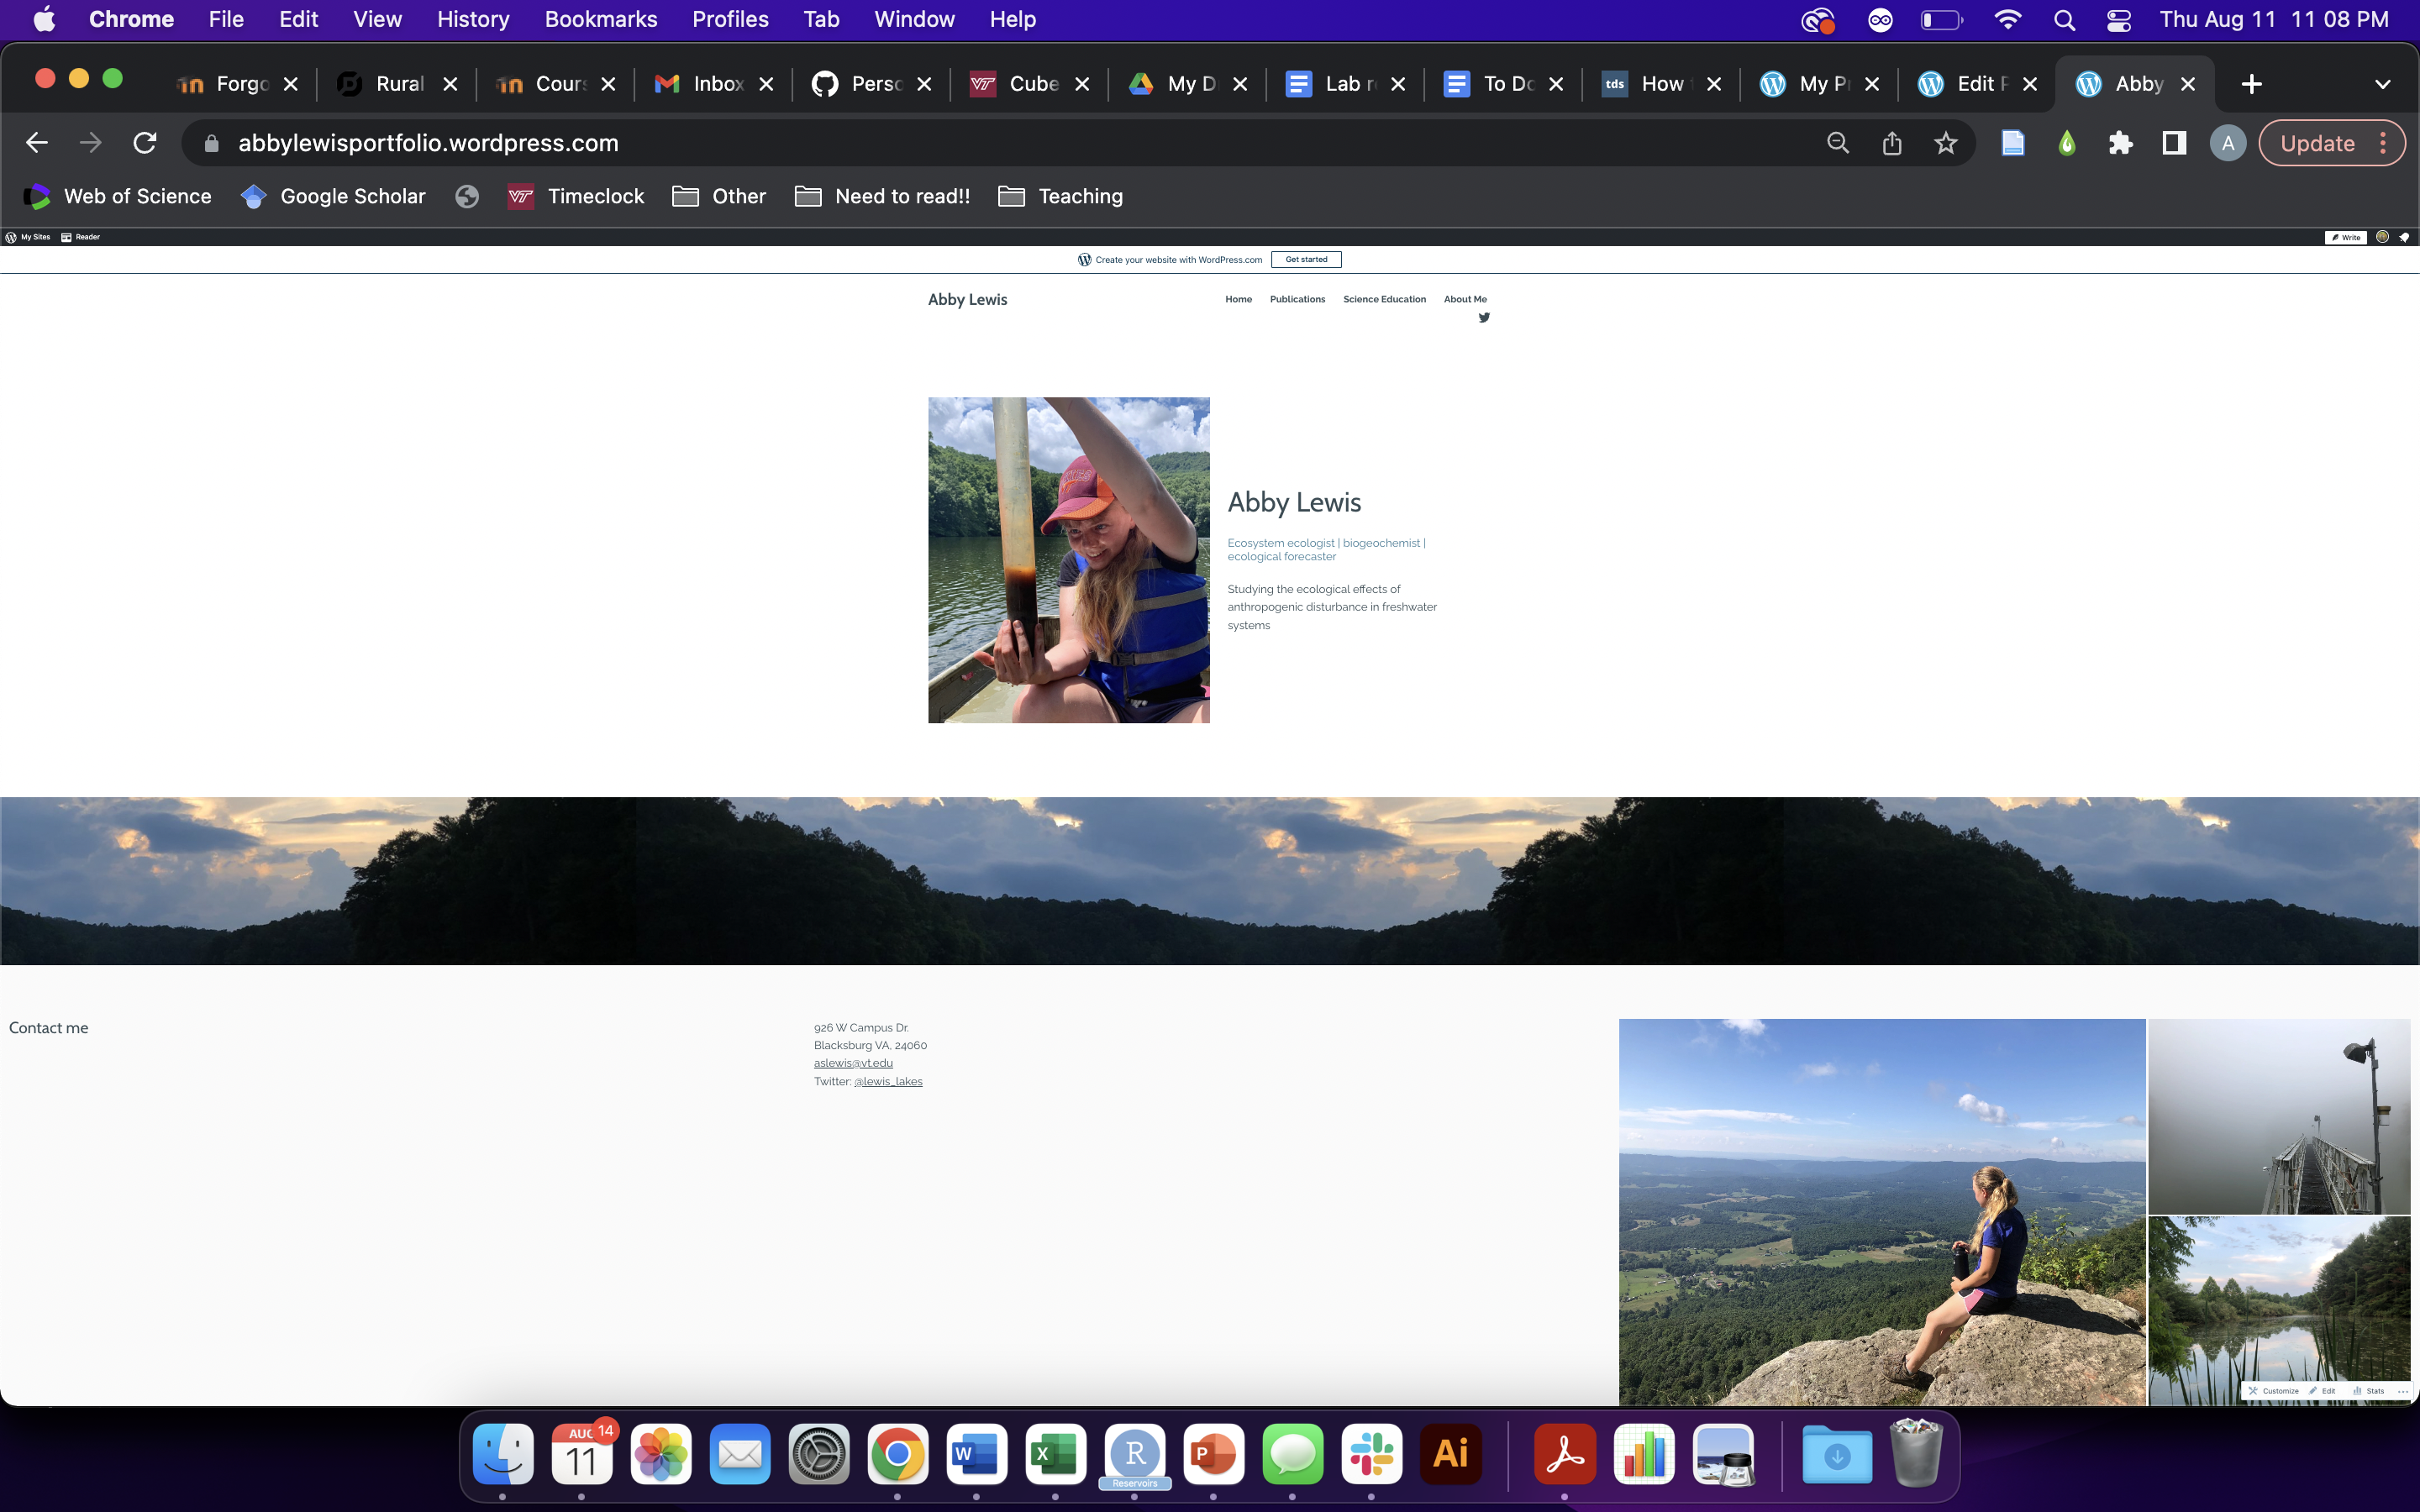 Chrome File Edit View History Bookmarks Profiles Tab Window Help Thu Aug 11 11 08 PM
Forgo Rural Cours Inbox Perso Cube My D Lab r To Do How My P Edit P Abby
abbylewisportfolio.wordpress.com A Update
Web of Science Google Scholar VT Timeclock Other Need to read!! Teaching
My Sites Reader Write
Create your website with WordPress.com Get started
Abby Lewis Home Publications Science Education About Me
Abby Lewis
Ecosystem ecologist | biogeochemist |
ecological forecaster
Studying the ecological effects of
anthropogenic disturbance in freshwater
systems
Contact me
926 W Campus Dr.
Blacksburg VA, 24060
aslewis@vt.edu
Twitter: @lewis_lakes
Customize Edit Stats
AUG 14
11
W X R P Ai
Reservoirs